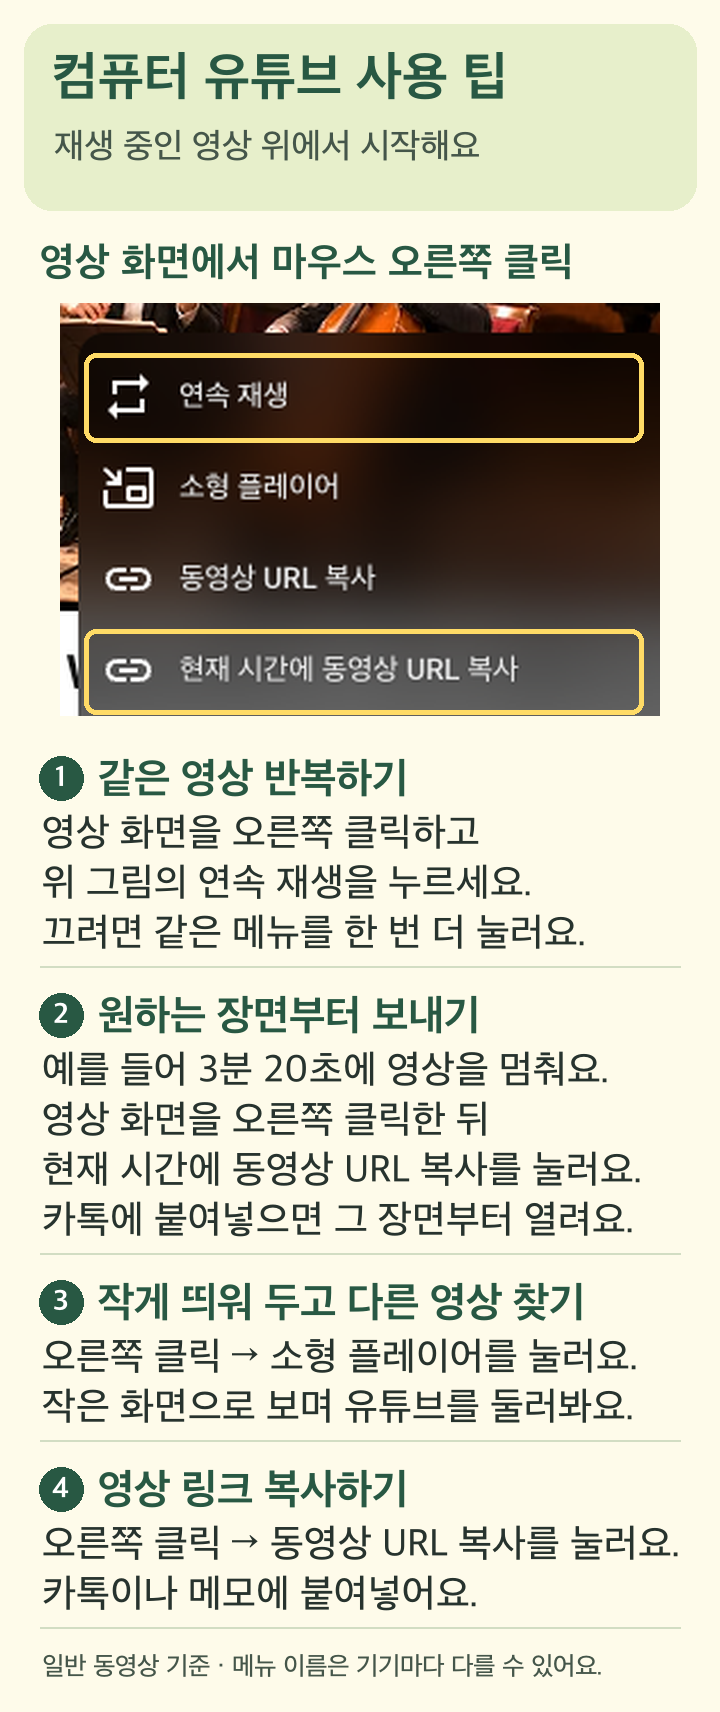 컴퓨터 유튜브 사용 팁
재생 중인 영상 위에서 시작해요
영상 화면에서 마우스 오른쪽 클릭
연속 재생
소형 플레이어
동영상 URL 복사
현재 시간에 동영상 URL 복사
1 같은 영상 반복하기
영상 화면을 오른쪽 클릭하고
위 그림의 연속 재생을 누르세요.
끄려면 같은 메뉴를 한 번 더 눌러요.
2 원하는 장면부터 보내기
예를 들어 3분 20초에 영상을 멈춰요.
영상 화면을 오른쪽 클릭한 뒤
현재 시간에 동영상 URL 복사를 눌러요.
카톡에 붙여넣으면 그 장면부터 열려요.
3 작게 띄워 두고 다른 영상 찾기
오른쪽 클릭 → 소형 플레이어를 눌러요.
작은 화면으로 보며 유튜브를 둘러봐요.
4 영상 링크 복사하기
오른쪽 클릭 → 동영상 URL 복사를 눌러요.
카톡이나 메모에 붙여넣어요.
일반 동영상 기준 · 메뉴 이름은 기기마다 다를 수 있어요.